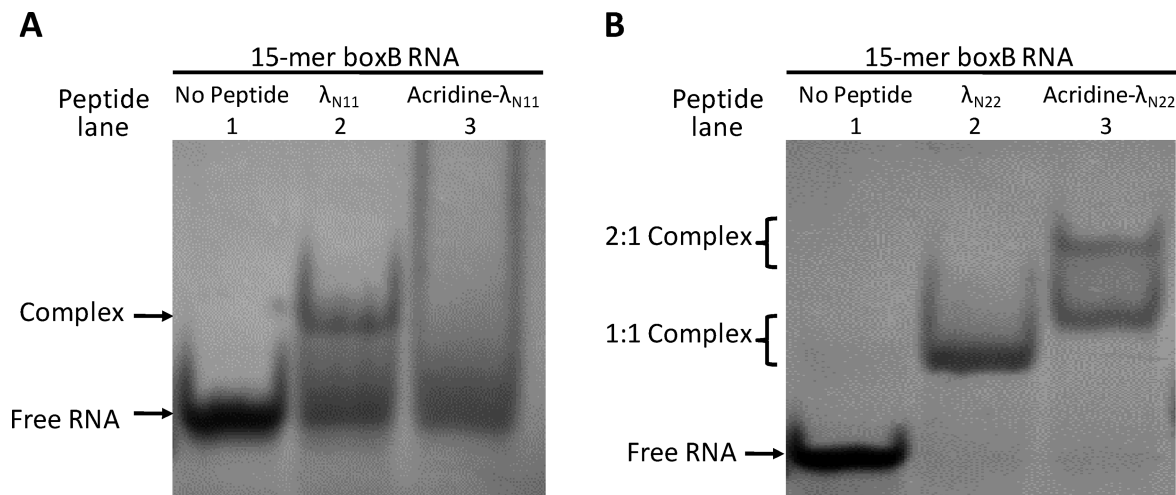 A
15-mer boxB RNA
Peptide
lane
No Peptide λN11 Acridine-λN11
1 2 3
Complex
Free RNA
B
15-mer boxB RNA
Peptide
lane
No Peptide λN22 Acridine-λN22
1 2 3
2:1 Complex
1:1 Complex
Free RNA